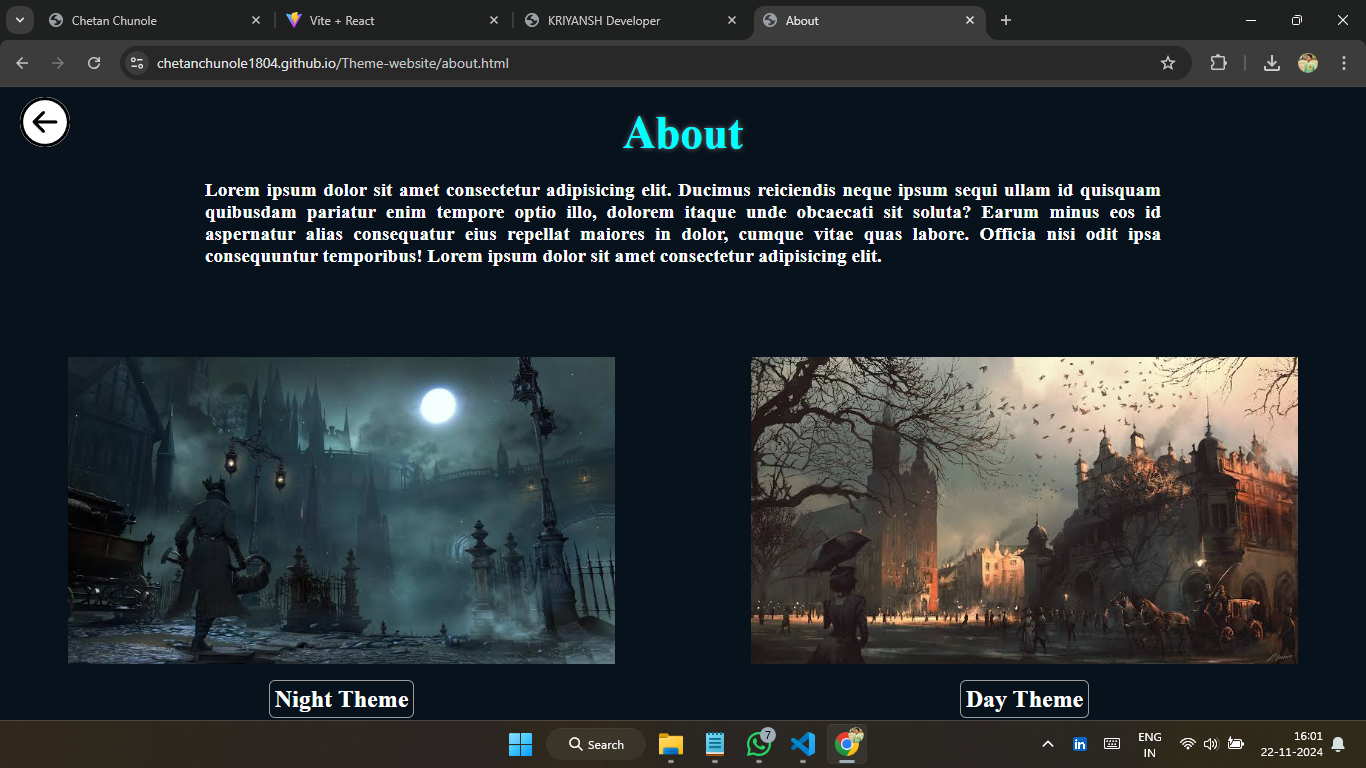 Chetan Chunole
Vite + React
KRIYANSH Developer
About
chetanchunole1804.github.io/Theme-website/about.html
About
Lorem ipsum dolor sit amet consectetur adipisicing elit. Ducimus reiciendis neque ipsum sequi ullam id quisquam
quibusdam pariatur enim tempore optio illo, dolorem itaque unde obcaecati sit soluta? Earum minus eos id
aspernatur alias consequatur eius repellat maiores in dolor, cumque vitae quas labore. Officia nisi odit ipsa
consequuntur temporibus! Lorem ipsum dolor sit amet consectetur adipisicing elit.
Night Theme
Day Theme
Search
7
in
ENG
IN
16:01
22-11-2024